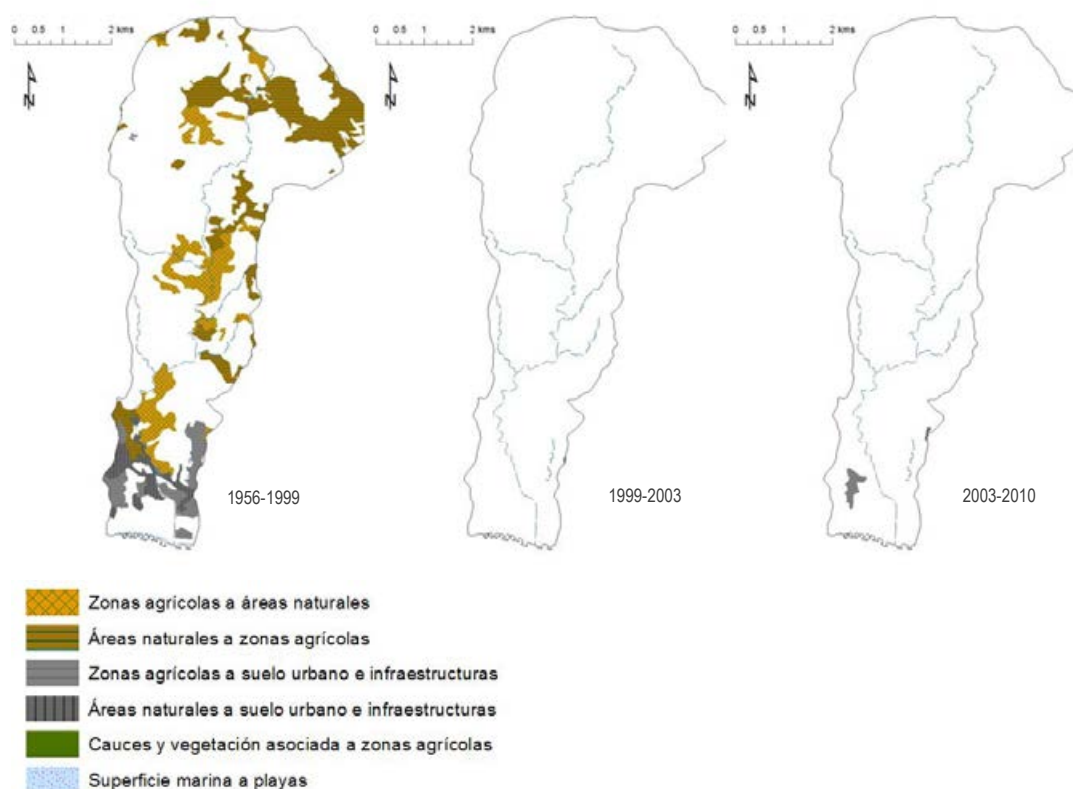 0 0.5 1 2 kms
0 0.5 1 2 kms
0 0.5 1 2 kms
N
N
N
1956-1999
1999-2003
2003-2010
Zonas agrícolas a áreas naturales
Áreas naturales a zonas agrícolas
Zonas agrícolas a suelo urbano e infraestructuras
Áreas naturales a suelo urbano e infraestructuras
Cauces y vegetación asociada a zonas agrícolas
Superficie marina a playas